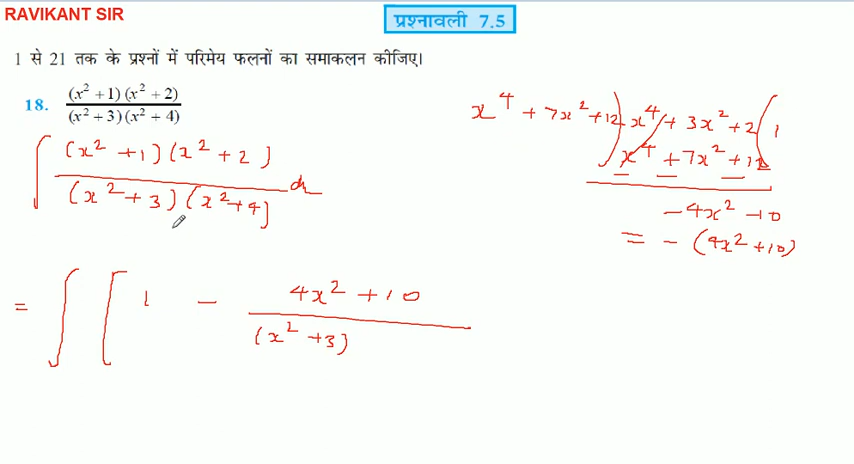 RAVIKANT SIR
प्रश्नावली 7.5
1 से 21 तक के प्रश्नों में परिमेय फलनों का समाकलन कीजिए।
18. (x² + 1) (x² + 2)
(x² + 3) (x² + 4)
∫ (x² + 1) (x² + 2)
(x² + 3) (x² + 4) dx
x⁴ + 7x² + 12 ) x⁴ + 3x² + 2 ( 1
x⁴ + 7x² + 12
− − −
− 4x² − 10
= − (4x² + 10)
= ∫ [ 1 − 4x² + 10
(x² + 3)